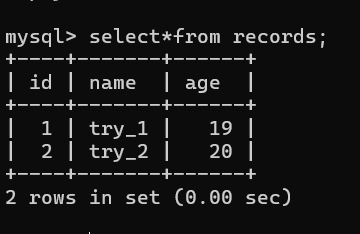 mysql> select*from records;
+----+-------+------+
| id | name  | age  |
+----+-------+------+
|  1 | try_1 |   19 |
|  2 | try_2 |   20 |
+----+-------+------+
2 rows in set (0.00 sec)